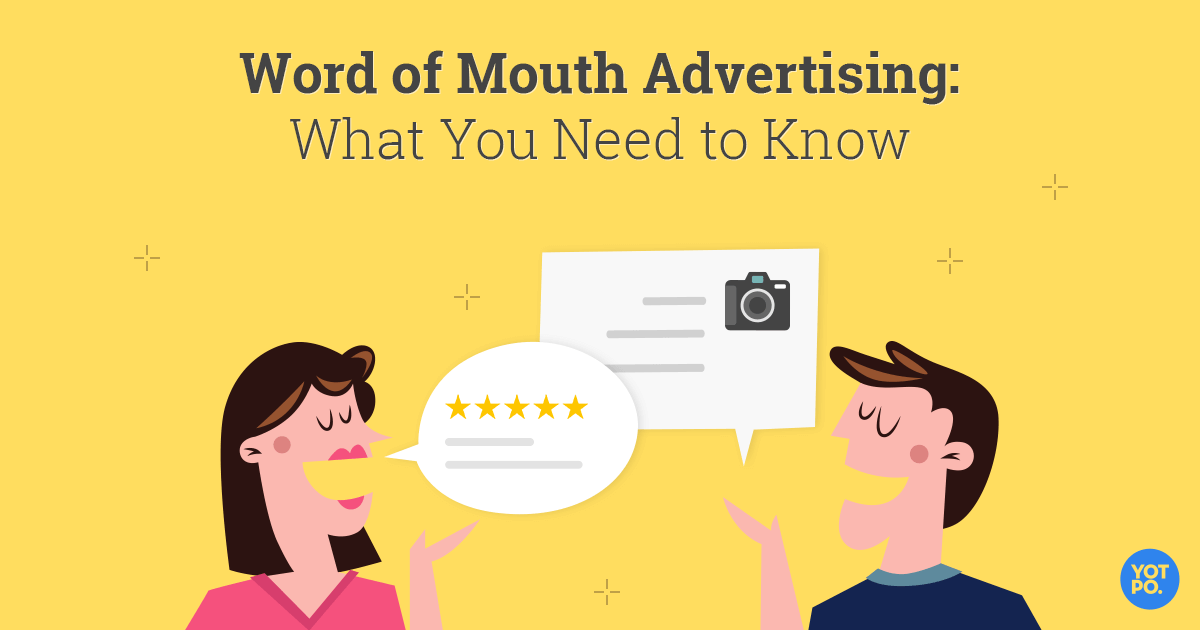 Word of Mouth Advertising:
What You Need to Know
YOT
PO.